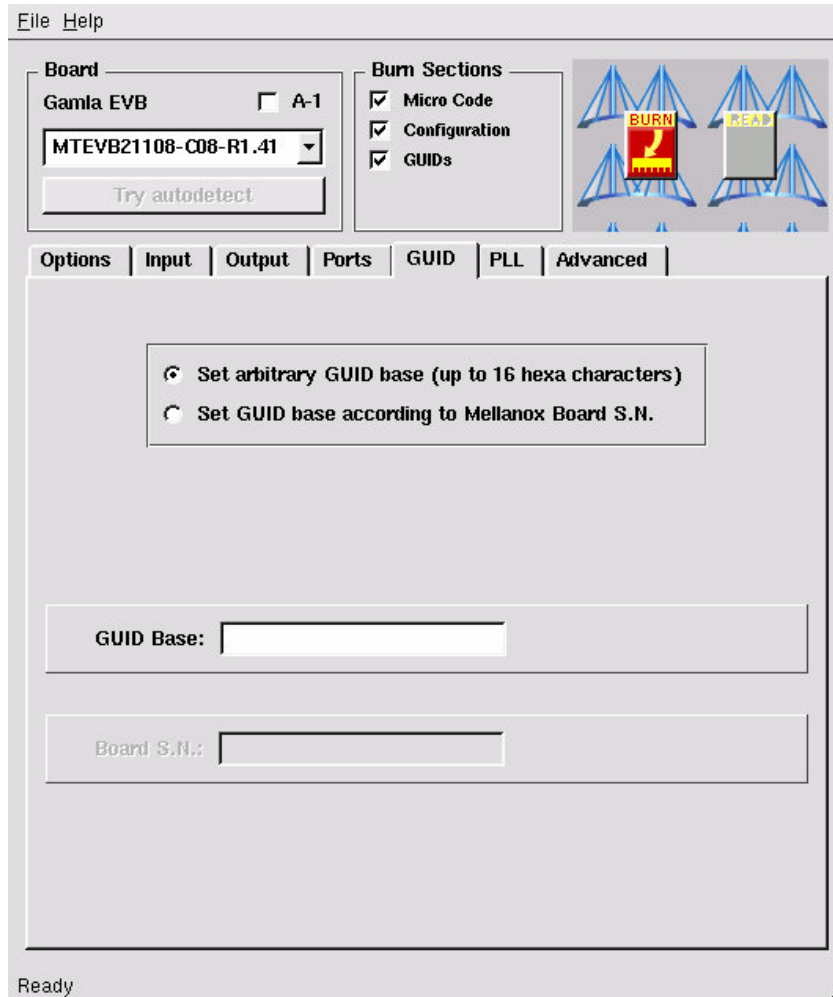 File Help
Board
Gamla EVB A-1
MTEVB21108-C08-R1.41
Try autodetect
Burn Sections
Micro Code
Configuration
GUIDs
BURN READ
Options Input Output Ports GUID PLL Advanced
Set arbitrary GUID base (up to 16 hexa characters)
Set GUID base according to Mellanox Board S.N.
GUID Base:
Board S.N.:
Ready